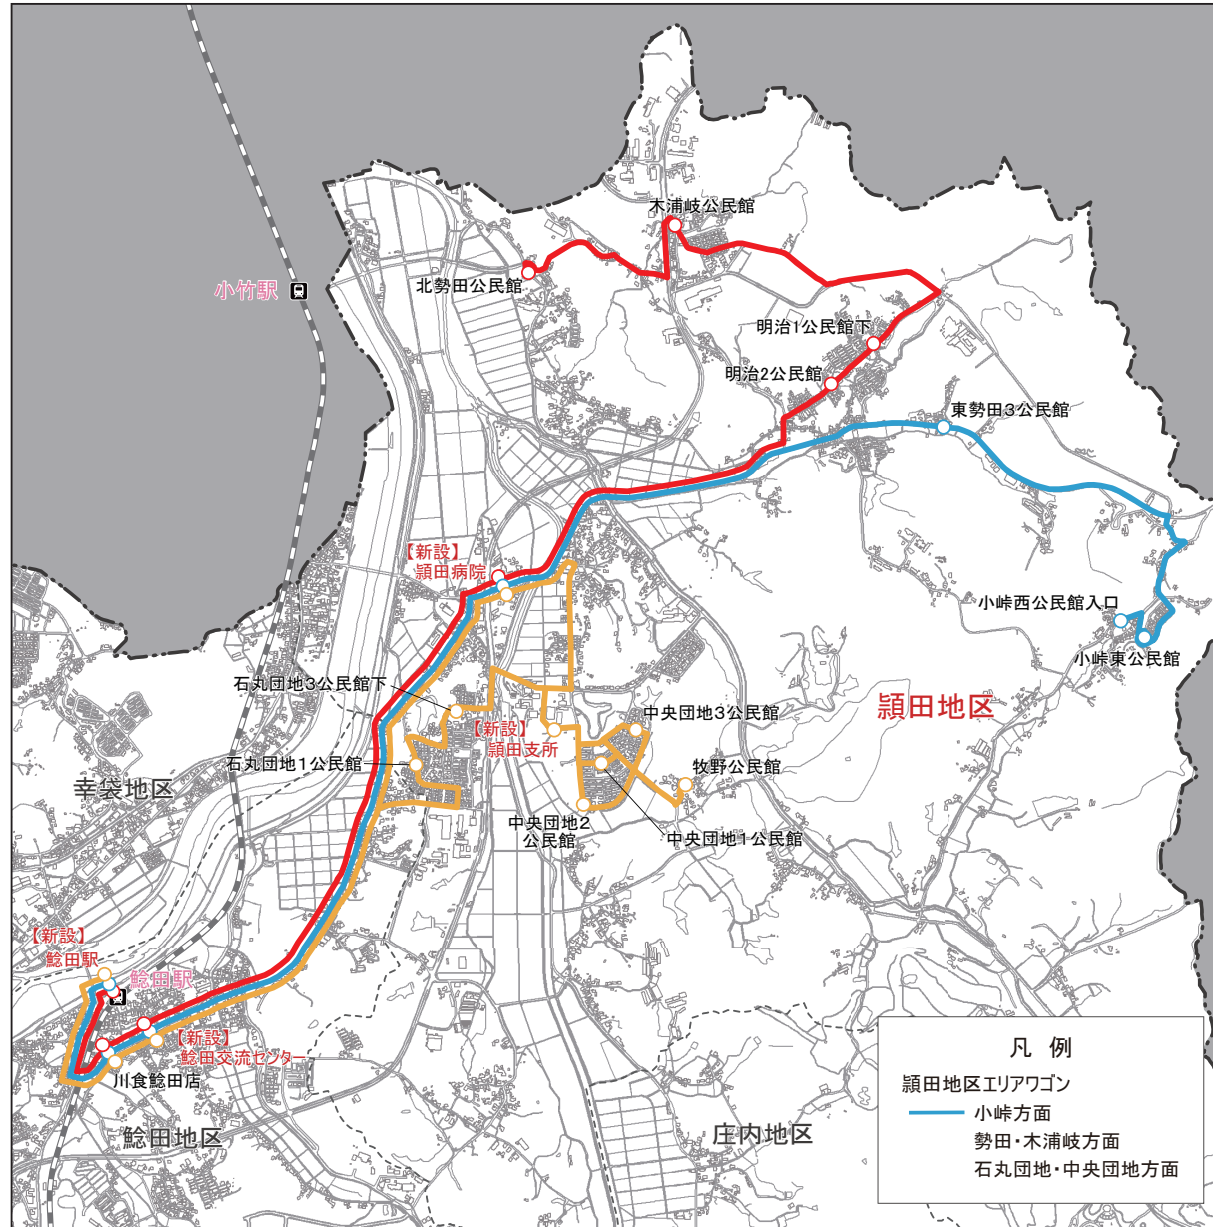 木浦岐公民館
北勢田公民館
小竹駅
明治1公民館下
明治2公民館
東勢田3公民館
【新設】
頴田病院
小峠西公民館入口
小峠東公民館
石丸団地3公民館下
頴田地区
中央団地3公民館
【新設】
頴田支所
石丸団地1公民館
牧野公民館
幸袋地区
中央団地2
公民館
中央団地1公民館
【新設】
鯰田駅
鯰田駅
【新設】
鯰田交流センター
川食鯰田店
鯰田地区
庄内地区
凡 例
頴田地区エリアワゴン
小峠方面
勢田・木浦岐方面
石丸団地・中央団地方面